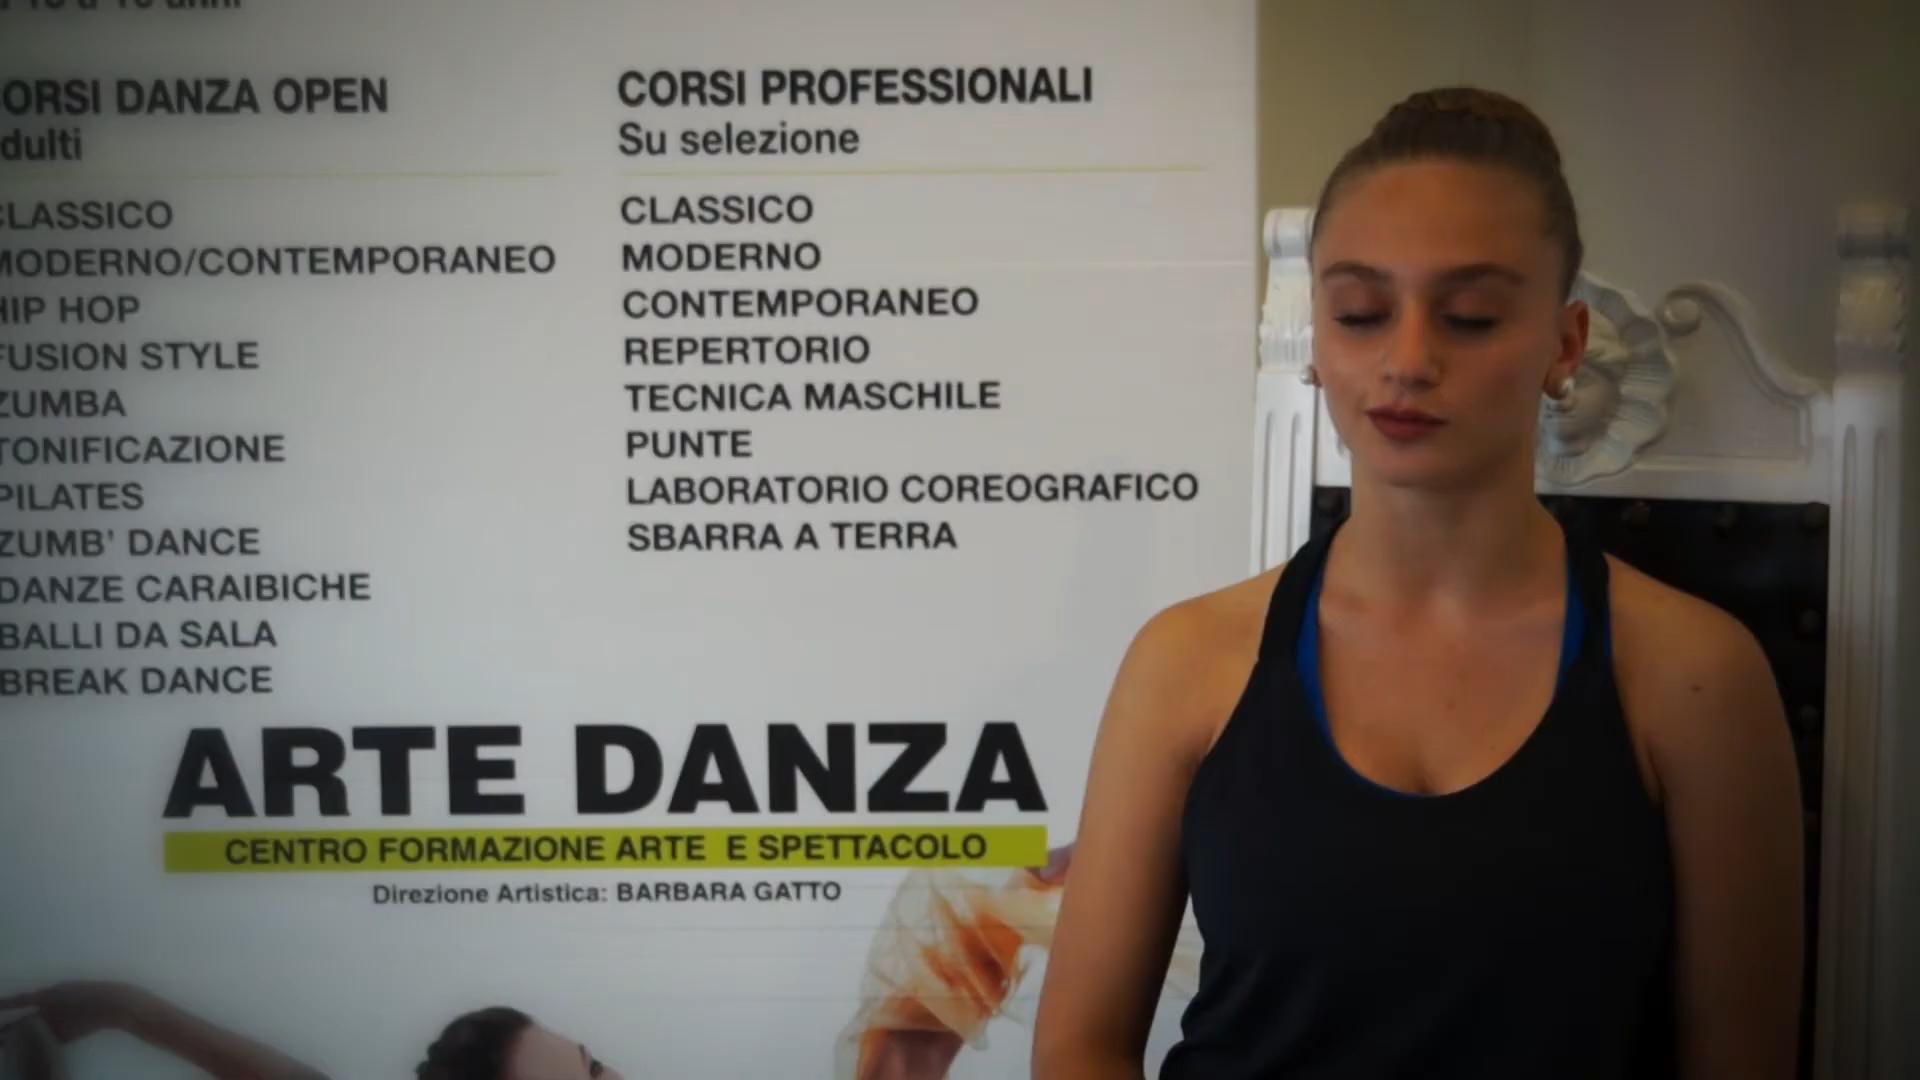 ORSI DANZA OPEN
dulti
CLASSICO
MODERNO/CONTEMPORANEO
HIP HOP
FUSION STYLE
ZUMBA
TONIFICAZIONE
PILATES
ZUMB' DANCE
DANZE CARAIBICHE
BALLI DA SALA
BREAK DANCE
CORSI PROFESSIONALI
Su selezione
CLASSICO
MODERNO
CONTEMPORANEO
REPERTORIO
TECNICA MASCHILE
PUNTE
LABORATORIO COREOGRAFICO
SBARRA A TERRA
ARTE DANZA
CENTRO FORMAZIONE ARTE E SPETTACOLO
Direzione Artistica: BARBARA GATTO